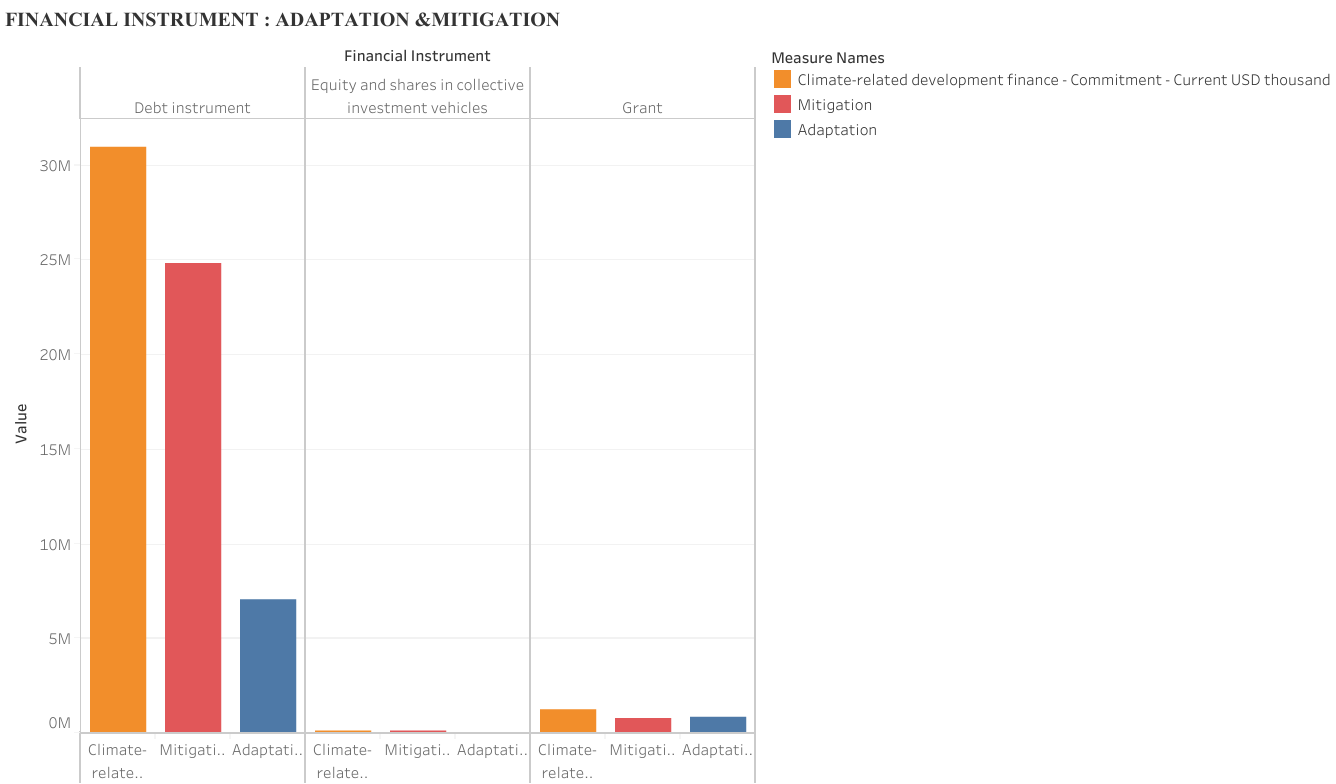 FINANCIAL INSTRUMENT : ADAPTATION &MITIGATION
Financial Instrument
Debt instrument
Equity and shares in collective
investment vehicles
Grant
Measure Names
Climate-related development finance - Commitment - Current USD thousand
Mitigation
Adaptation
Value
30M
25M
20M
15M
10M
5M
0M
Climate-
relate..
Mitigati..
Adaptati..
Climate-
relate..
Mitigati..
Adaptati..
Climate-
relate..
Mitigati..
Adaptati..